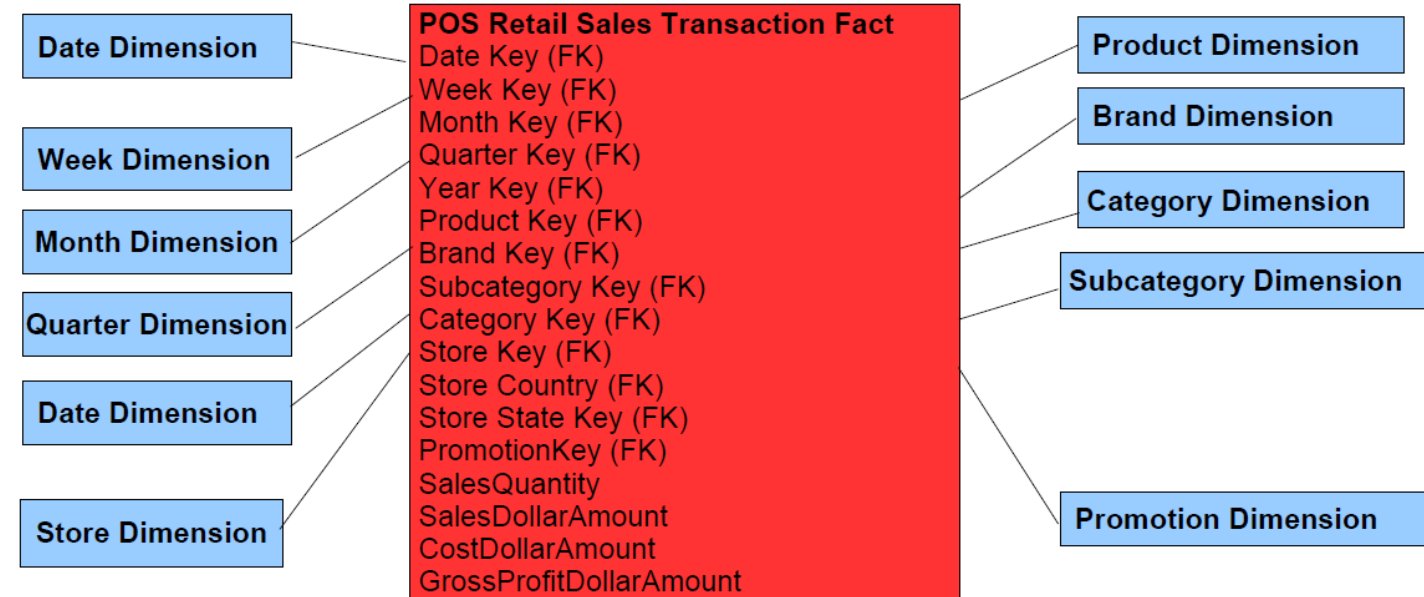 Date Dimension
Week Dimension
Month Dimension
Quarter Dimension
Date Dimension
Store Dimension
POS Retail Sales Transaction Fact
Date Key (FK)
Week Key (FK)
Month Key (FK)
Quarter Key (FK)
Year Key (FK)
Product Key (FK)
Brand Key (FK)
Subcategory Key (FK)
Category Key (FK)
Store Key (FK)
Store Country (FK)
Store State Key (FK)
PromotionKey (FK)
SalesQuantity
SalesDollarAmount
CostDollarAmount
GrossProfitDollarAmount
Product Dimension
Brand Dimension
Category Dimension
Subcategory Dimension
Promotion Dimension